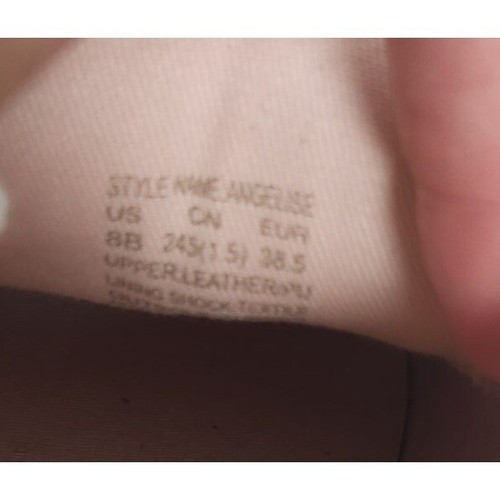 STYLE NAME:ANGELISE
US CN EUR
8B 245(1.5) 38.5
UPPER:LEATHER+PU
LINING:SHOCK-TEXTILE